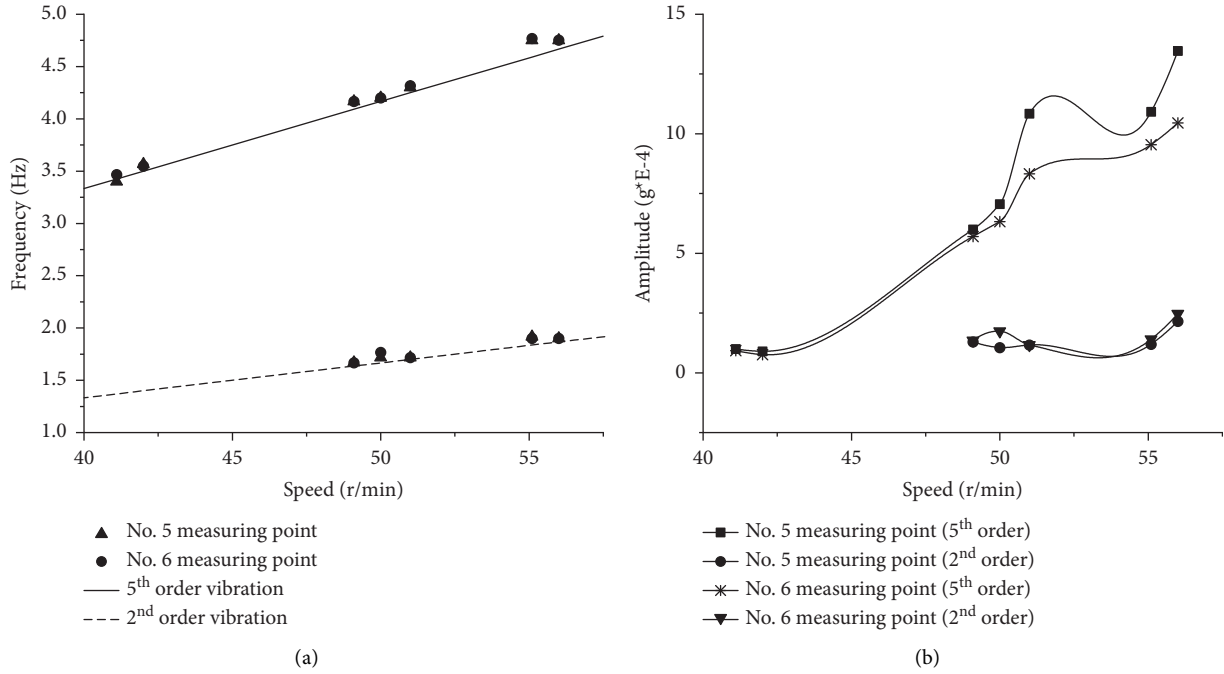 5.0
4.5
4.0
3.5
3.0
2.5
2.0
1.5
1.0
Frequency (Hz)
40 45 50 55
Speed (r/min)
No. 5 measuring point
No. 6 measuring point
5th order vibration
2nd order vibration
(a)
15
10
5
0
Amplitude (g*E-4)
40 45 50 55
Speed (r/min)
No. 5 measuring point (5th order)
No. 5 measuring point (2nd order)
No. 6 measuring point (5th order)
No. 6 measuring point (2nd order)
(b)